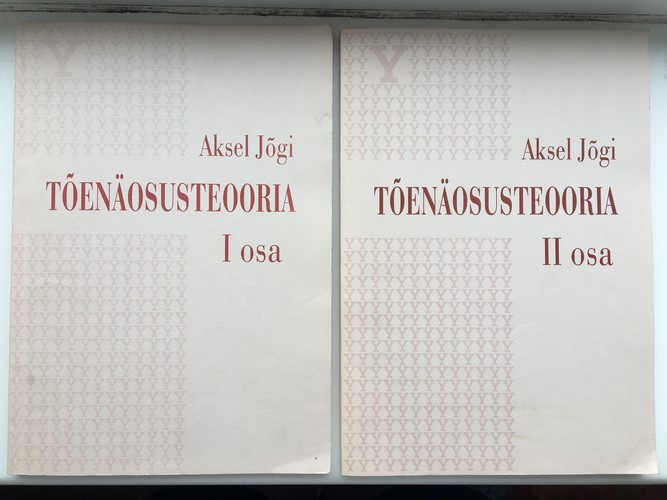 Y
Aksel Jõgi
TÕENÄOSUSTEOORIA
I osa
Y
Aksel Jõgi
TÕENÄOSUSTEOORIA
II osa